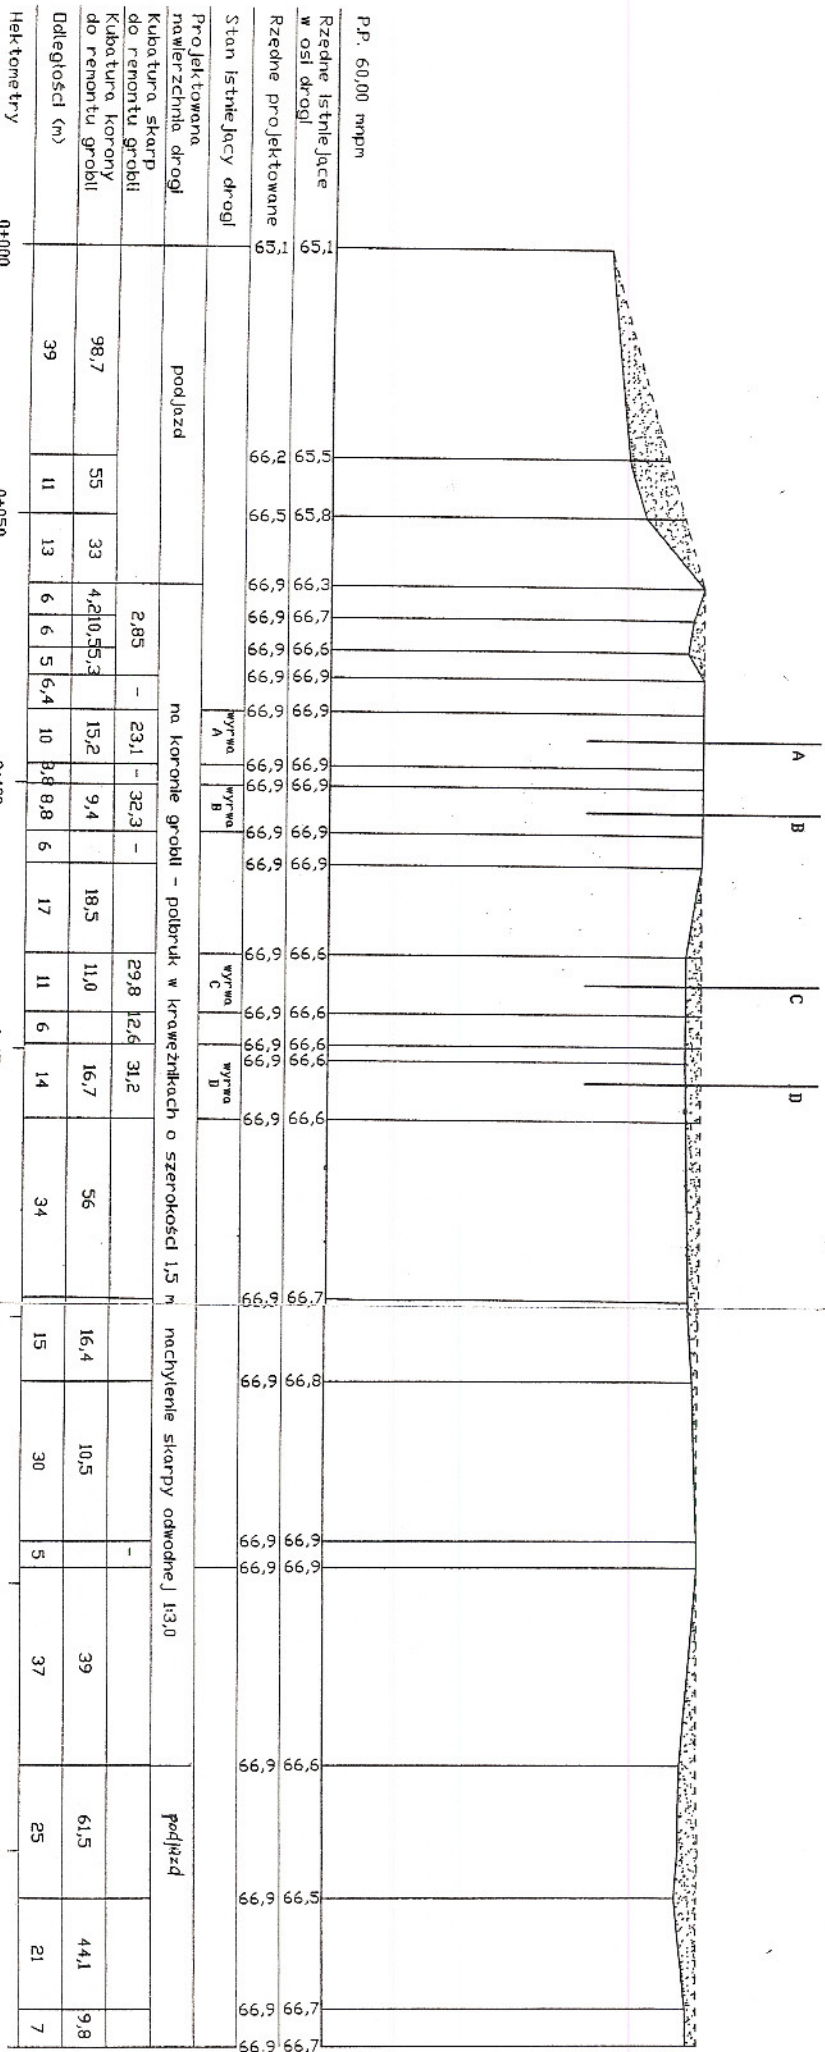 A B C D
P.P. 60,00 mnpm
Rzędne istniejące
w osi drogi
65,1 65,5 65,8 66,3 66,7 66,6 66,9 66,9 66,9 66,9 66,9 66,9 66,6 66,6 66,6 66,6 66,6 66,7 66,8 66,9 66,9 66,6 66,5 66,7 66,7
Rzędne projektowane
65,1 66,2 66,5 66,9 66,9 66,9 66,9 66,9 66,9 66,9 66,9 66,9 66,9 66,9 66,9 66,9 66,9 66,9 66,9 66,9 66,9 66,9 66,9 66,9 66,9
Stan istniejący drogi
wyrwa A
wyrwa B
wyrwa C
wyrwa D
Projektowana
nawierzchnia drogi
podjazd
na koronie grobli - polbruk w krawężnikach o szerokości 1,5 m nachylenie skarpy odwodnej 1:3,0
podjazd
Kubatura skarp
do remontu grobli
2,85 - 23,1 - 32,3 - 29,8 12,6 31,2 -
Kubatura korony
do remontu grobli
98,7 55 33 4,2 10,5 5,3 15,2 9,4 18,5 11,0 16,7 56 16,4 10,5 39 61,5 44,1 9,8
Odległości (m)
39 11 13 6 6 5 6,4 10 3,8 8,8 6 17 11 6 14 34 15 30 5 37 25 21 7
Hektometry
0+000
0+050